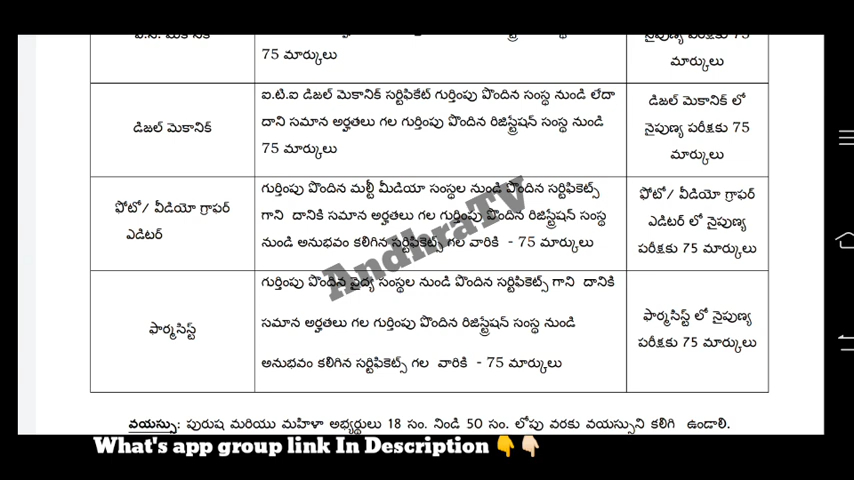 75 మార్కులు
నైపుణ్య పరీక్షకు 75
మార్కులు
డీజల్ మెకానిక్
ఐ.టి.ఐ డిజల్ మెకానిక్ సర్టిఫికేట్ గుర్తింపు పొందిన సంస్థ నుండి లేదా
దాని సమాన అర్హతలు గల గుర్తింపు పొందిన రిజిస్ట్రేషన్ సంస్థ నుండి
75 మార్కులు
డీజల్ మెకానిక్ లో
నైపుణ్య పరీక్షకు 75
మార్కులు
ఫోటో/ వీడియో గ్రాఫర్
ఎడిటర్
గుర్తింపు పొందిన మల్టీ మీడియా సంస్థల నుండి పొందిన సర్టిఫికెట్స్
గాని దానికి సమాన అర్హతలు గల గుర్తింపు పొందిన రిజిస్ట్రేషన్ సంస్థ
నుండి అనుభవం కలిగిన సర్టిఫికెట్స్ గల వారికి - 75 మార్కులు
ఫోటో/ వీడియో గ్రాఫర్
ఎడిటర్ లో నైపుణ్య
పరీక్షకు 75 మార్కులు
ఫార్మసిస్ట్
గుర్తింపు పొందిన వైద్య సంస్థల నుండి పొందిన సర్టిఫికెట్స్ గాని దానికి
సమాన అర్హతలు గల గుర్తింపు పొందిన రిజిస్ట్రేషన్ సంస్థ నుండి
అనుభవం కలిగిన సర్టిఫికెట్స్ గల వారికి - 75 మార్కులు
ఫార్మసిస్ట్ లో నైపుణ్య
పరీక్షకు 75 మార్కులు
AndhraTV
వయస్సు: పురుష మరియు మహిళా అభ్యర్థులు 18 సం. నిండి 50 సం. లోపు వరకు వయస్సుని కలిగి ఉండాలి.
What's app group link In Description 👇👇🏻